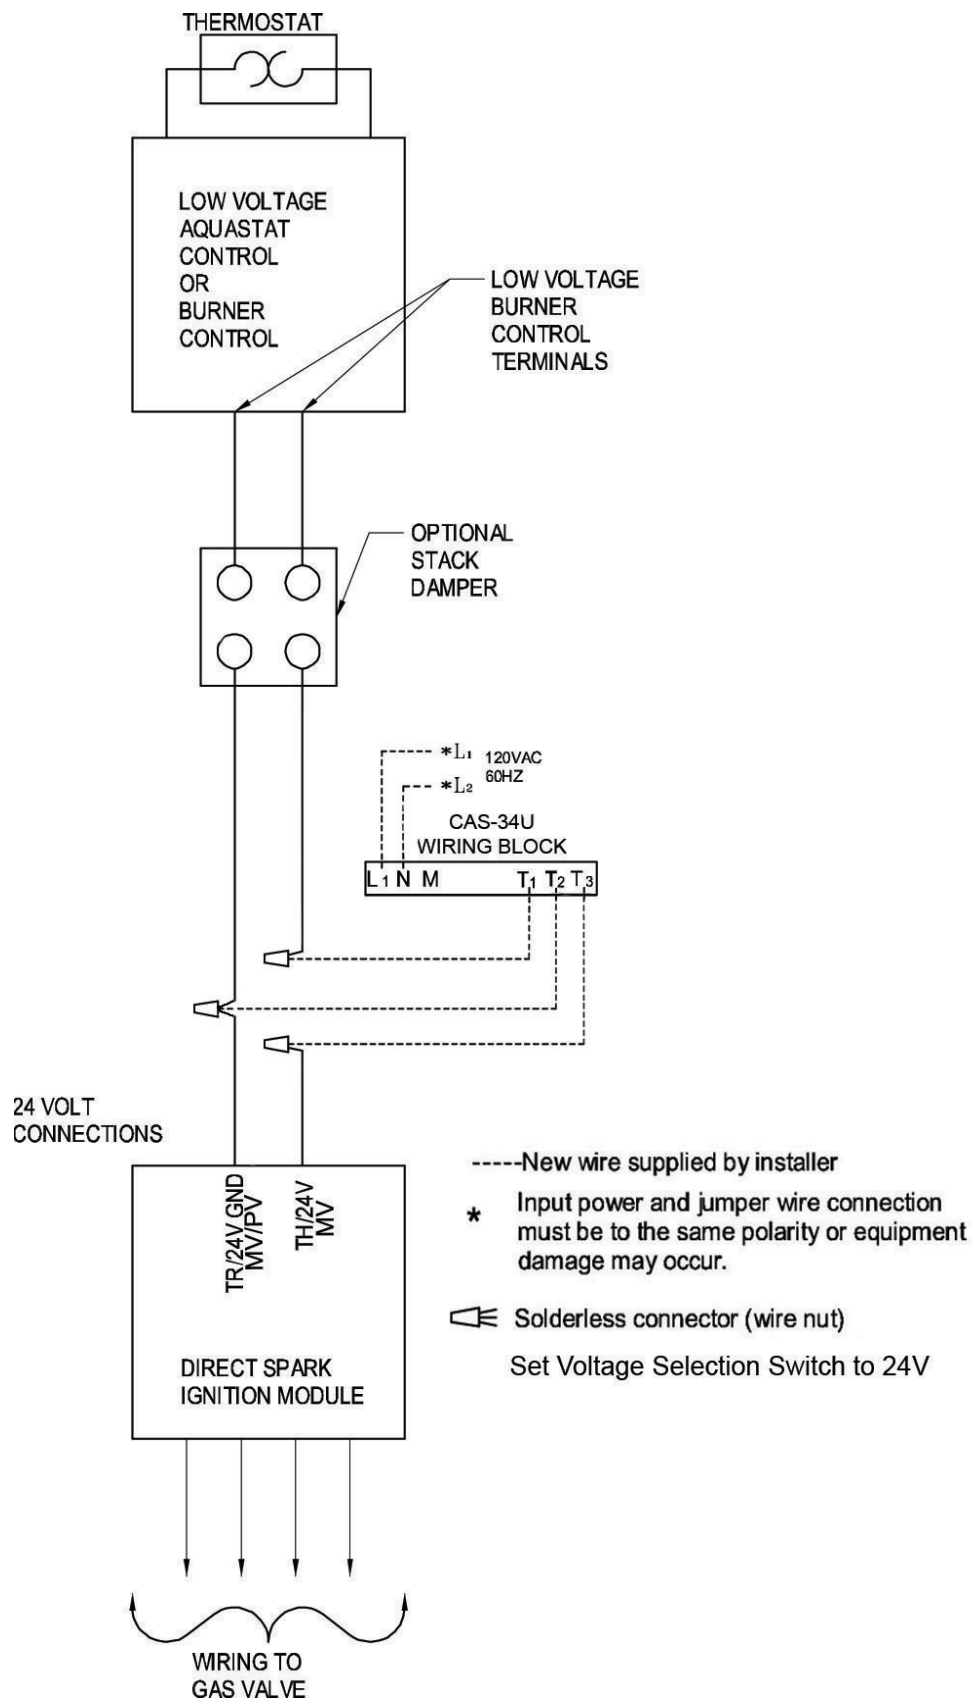 THERMOSTAT
LOW VOLTAGE
AQUASTAT
CONTROL
OR
BURNER
CONTROL
LOW VOLTAGE
BURNER
CONTROL
TERMINALS
OPTIONAL
STACK
DAMPER
*L1 120VAC
60HZ
*L2
CAS-34U
WIRING BLOCK
L1 N M T1 T2 T3
24 VOLT
CONNECTIONS
TR/24V GND
MV/PV
TH/24V
MV
DIRECT SPARK
IGNITION MODULE
-----New wire supplied by installer
* Input power and jumper wire connection
must be to the same polarity or equipment
damage may occur.
Solderless connector (wire nut)
Set Voltage Selection Switch to 24V
WIRING TO
GAS VALVE